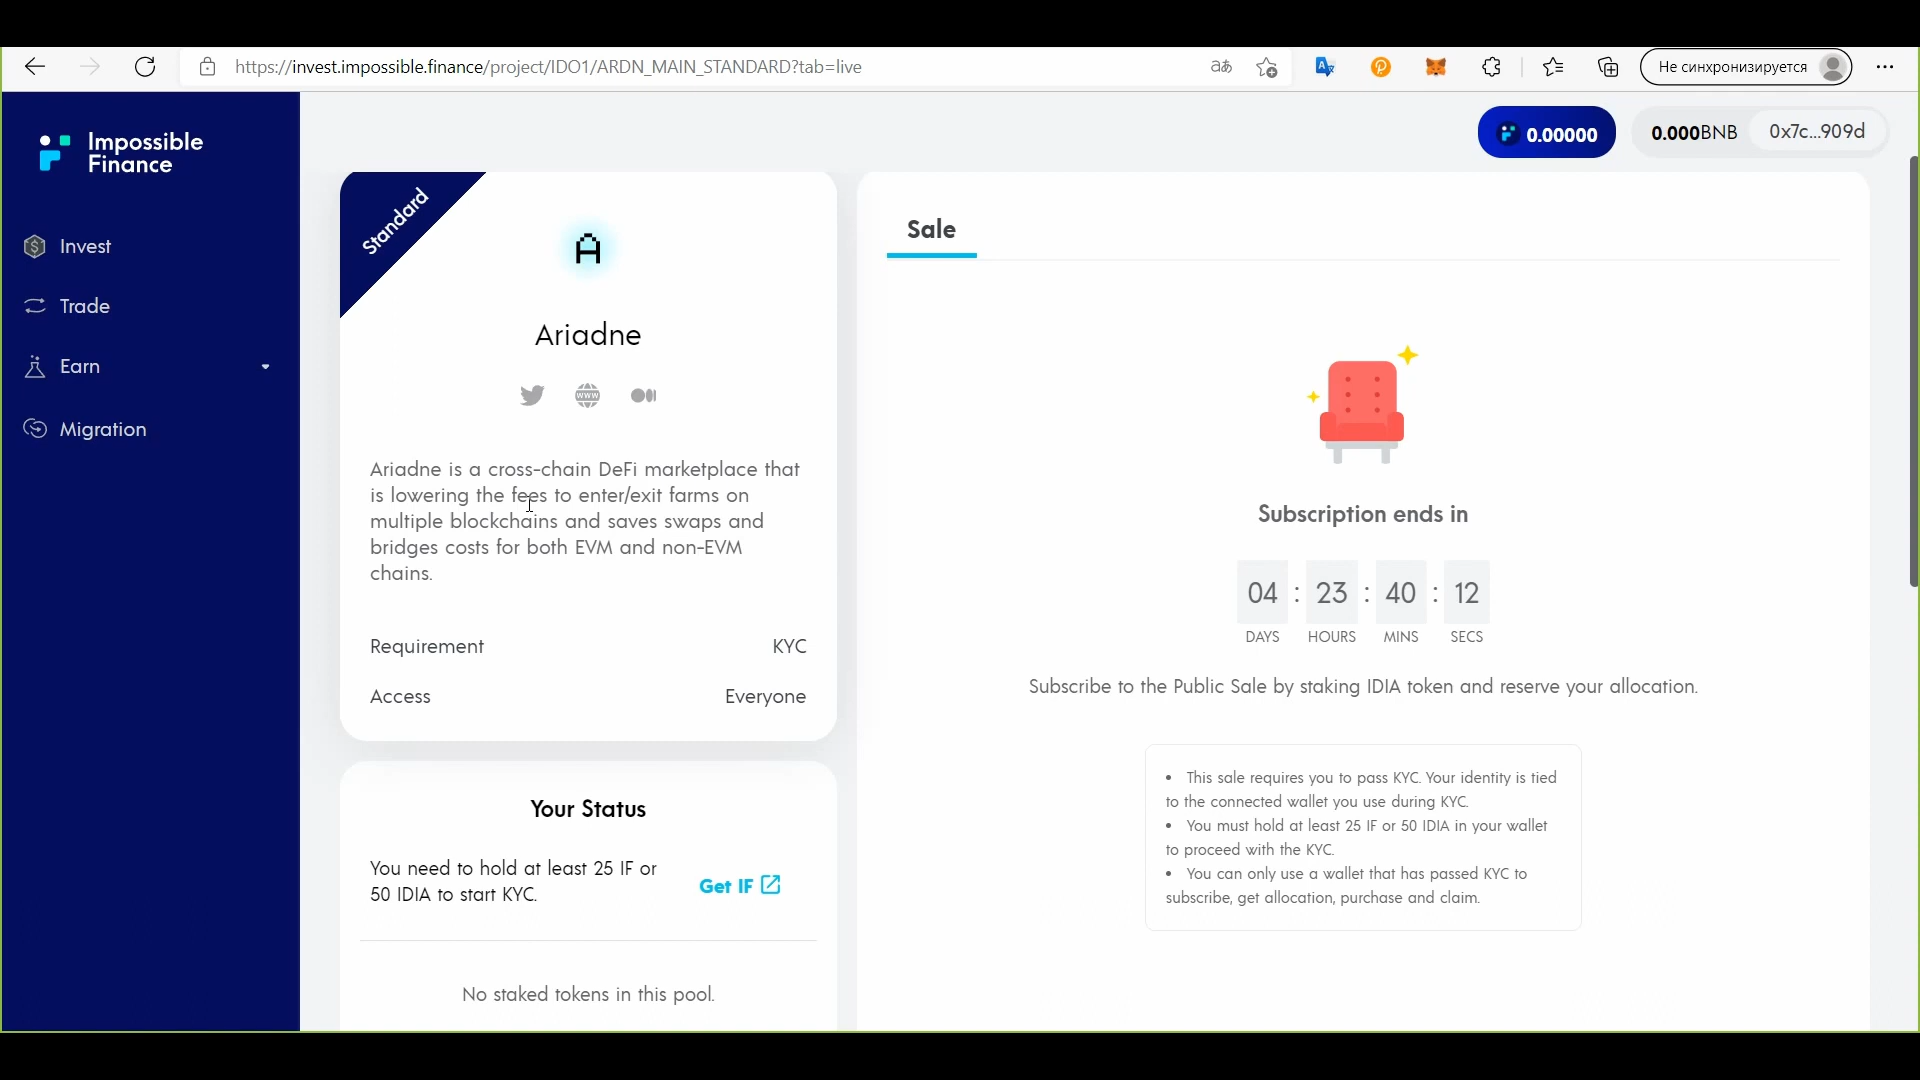 https://invest.impossible.finance/project/IDO1/ARDN_MAIN_STANDARD?tab=live
аあ
Не синхронизируется
Impossible
Finance
0.00000
0.000BNB
0x7c...909d
Invest
Trade
Earn
Migration
Standard
A
Ariadne
www
Ariadne is a cross-chain DeFi marketplace that
is lowering the fees to enter/exit farms on
multiple blockchains and saves swaps and
bridges costs for both EVM and non-EVM
chains.
Requirement KYC
Access Everyone
Your Status
You need to hold at least 25 IF or
50 IDIA to start KYC.
Get IF
No staked tokens in this pool.
Sale
Subscription ends in
04 : 23 : 40 : 12
DAYS HOURS MINS SECS
Subscribe to the Public Sale by staking IDIA token and reserve your allocation.
• This sale requires you to pass KYC. Your identity is tied
to the connected wallet you use during KYC.
• You must hold at least 25 IF or 50 IDIA in your wallet
to proceed with the KYC.
• You can only use a wallet that has passed KYC to
subscribe, get allocation, purchase and claim.